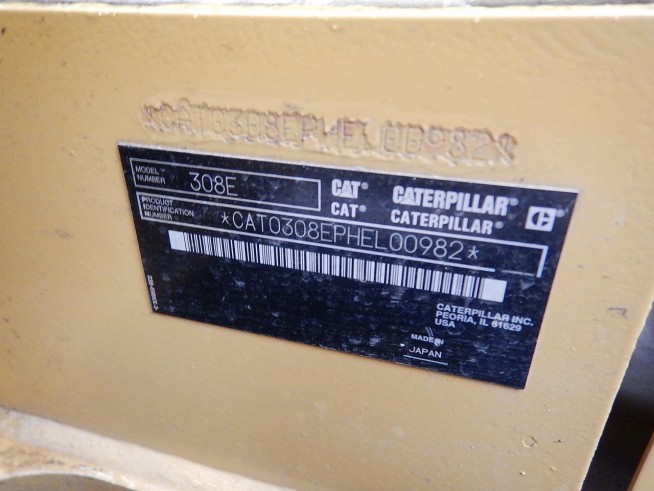 *CAT0308EPHEL00982*
MODEL NUMBER 308E
CAT® CATERPILLAR®
CAT® CATERPILLAR®
PRODUCT IDENTIFICATION NUMBER *CAT0308EPHEL00982*
CATERPILLAR INC.
PEORIA, IL 61629
USA
MADE IN
JAPAN